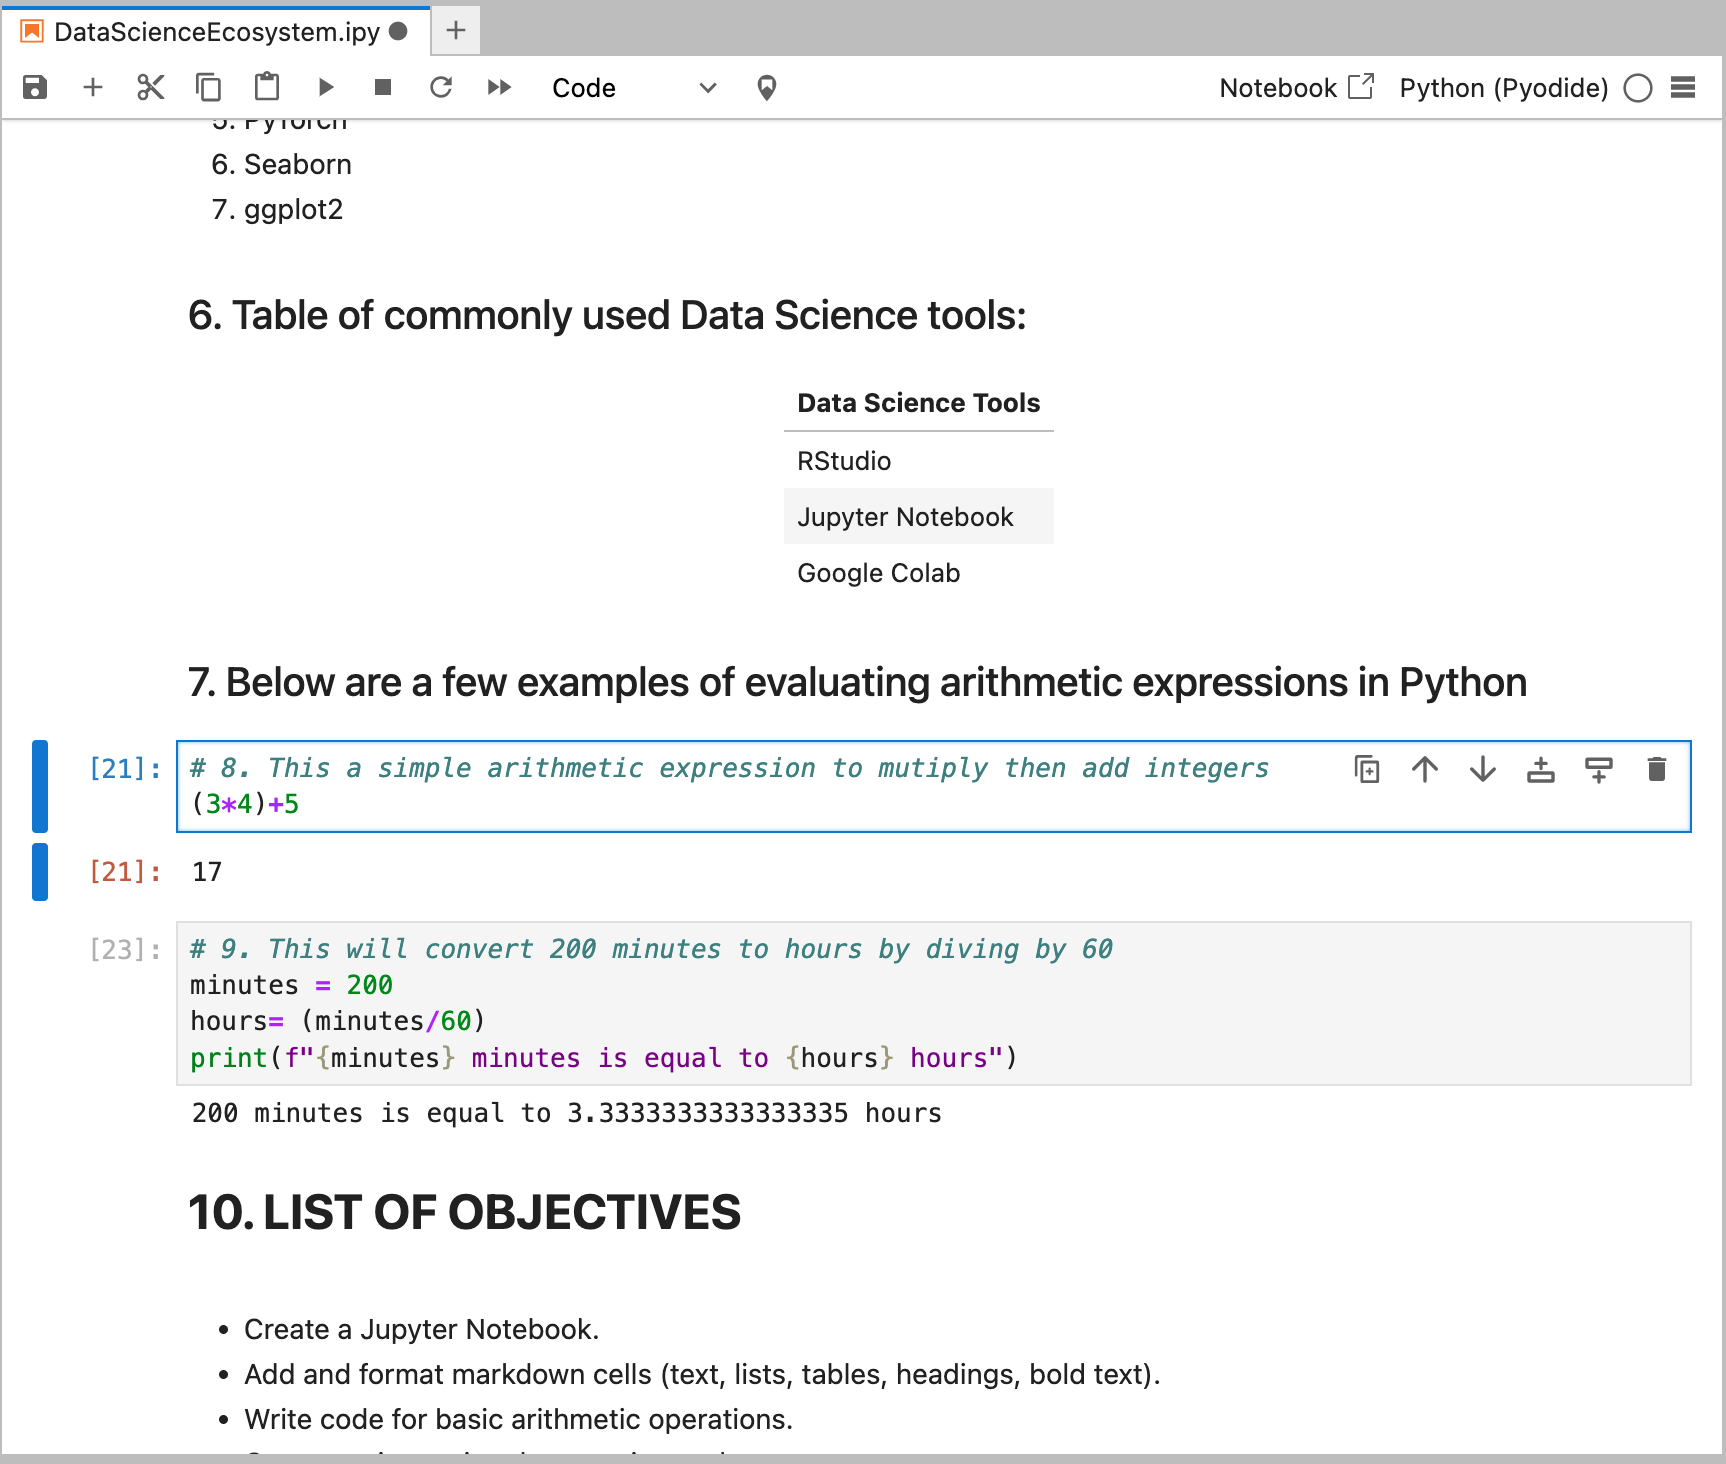 DataScienceEcosystem.ipy
Code
Notebook
Python (Pyodide)
5. PyTorch
6. Seaborn
7. ggplot2
6. Table of commonly used Data Science tools:
Data Science Tools
RStudio
Jupyter Notebook
Google Colab
7. Below are a few examples of evaluating arithmetic expressions in Python
[21]: # 8. This a simple arithmetic expression to mutiply then add integers
(3*4)+5
[21]: 17
[23]: # 9. This will convert 200 minutes to hours by diving by 60
minutes = 200
hours= (minutes/60)
print(f"{minutes} minutes is equal to {hours} hours")
200 minutes is equal to 3.3333333333333335 hours
10. LIST OF OBJECTIVES
• Create a Jupyter Notebook.
• Add and format markdown cells (text, lists, tables, headings, bold text).
• Write code for basic arithmetic operations.